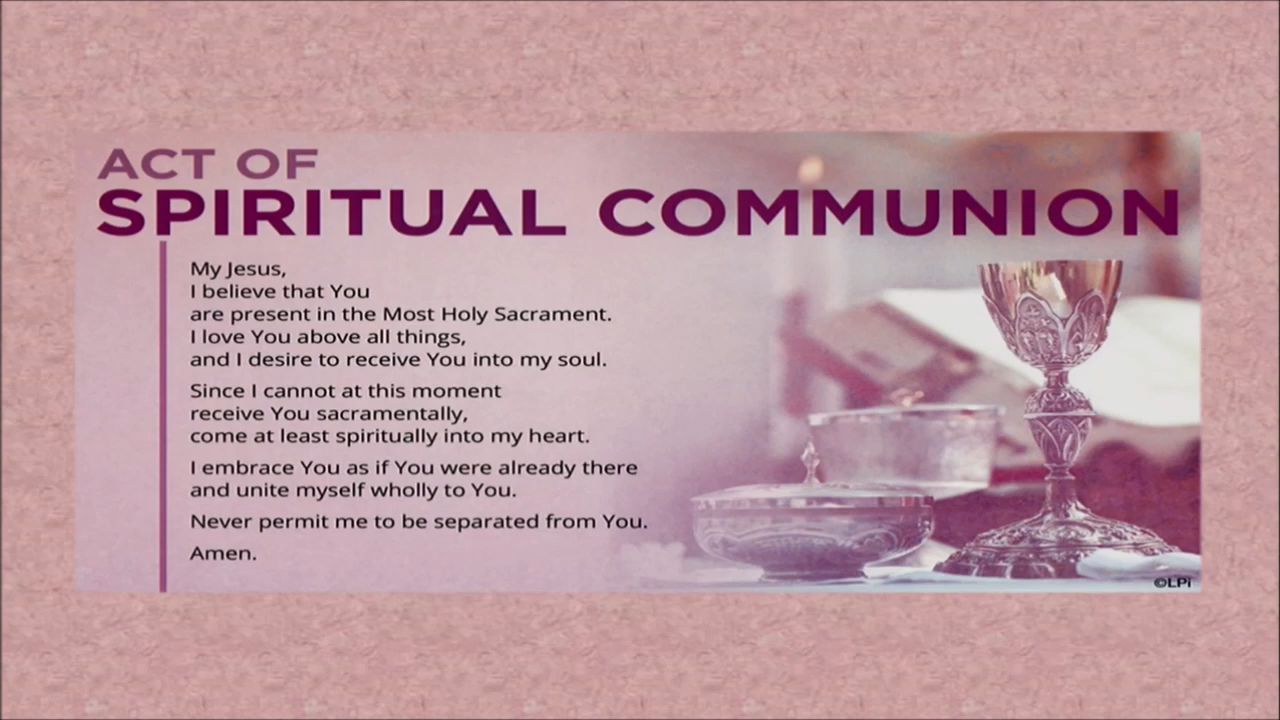 ACT OF
SPIRITUAL COMMUNION
My Jesus,
I believe that You
are present in the Most Holy Sacrament.
I love You above all things,
and I desire to receive You into my soul.
Since I cannot at this moment
receive You sacramentally,
come at least spiritually into my heart.
I embrace You as if You were already there
and unite myself wholly to You.
Never permit me to be separated from You.
Amen.
©LPi